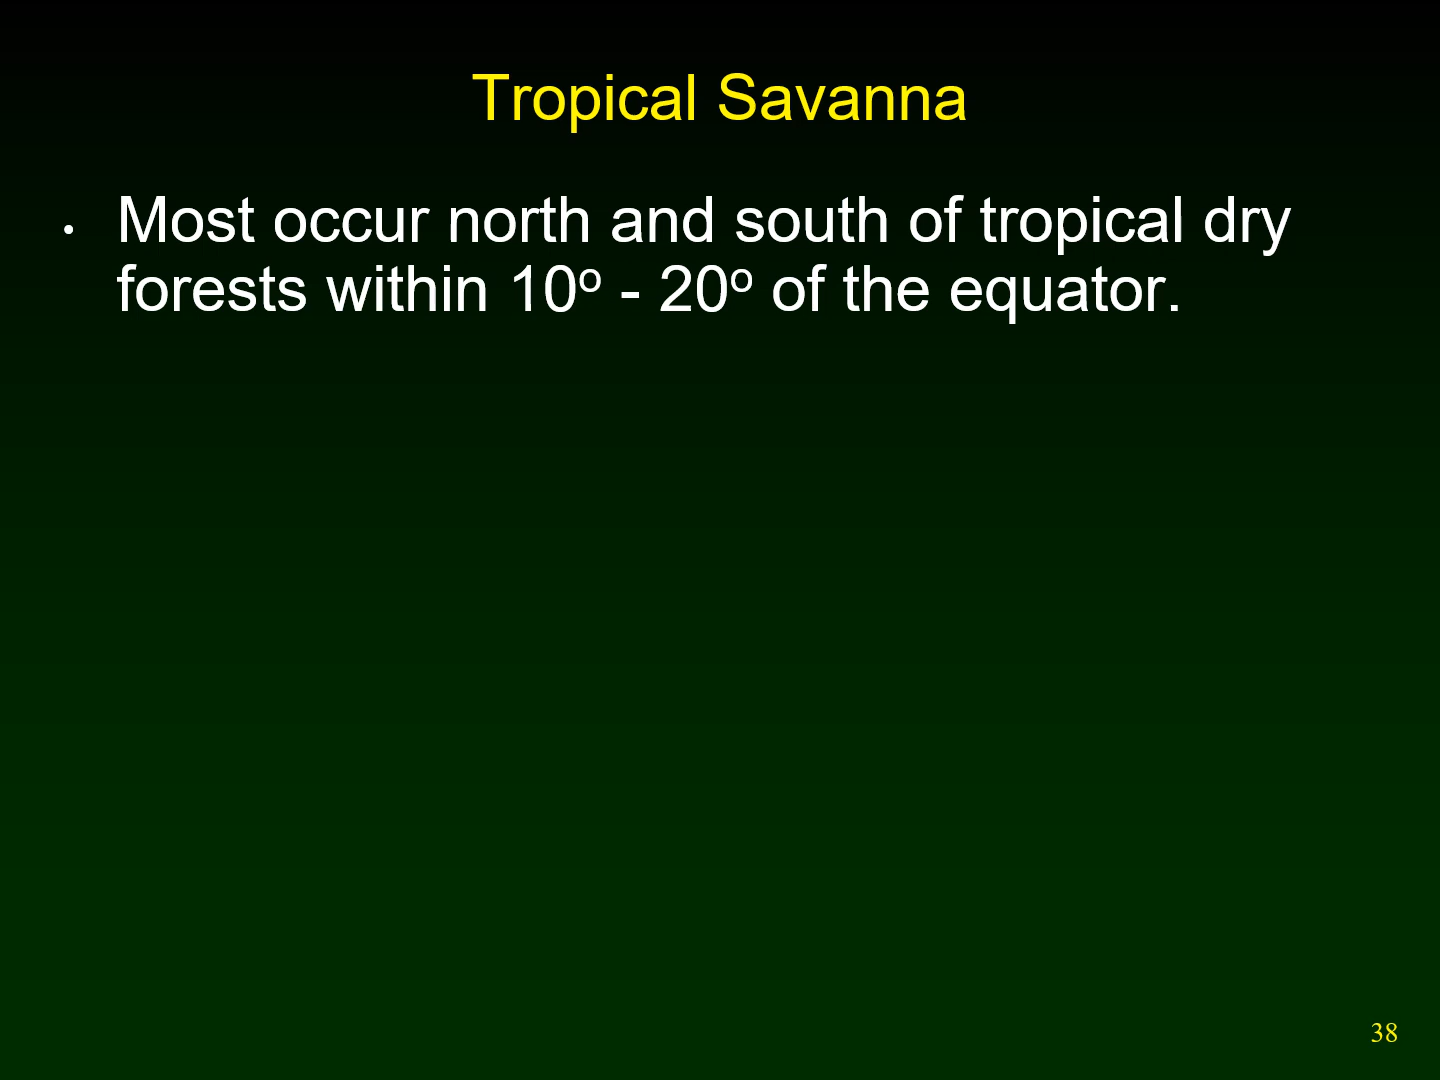 Tropical Savanna
• Most occur north and south of tropical dry
forests within 10º - 20º of the equator.
38